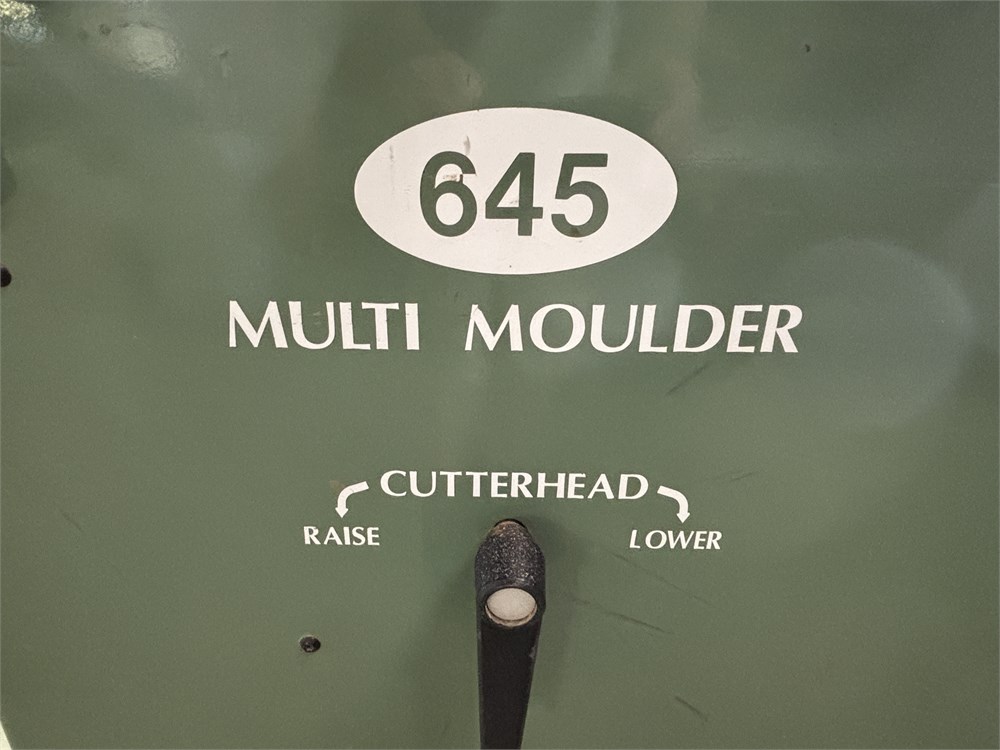 645
MULTI MOULDER
CUTTERHEAD
RAISE LOWER